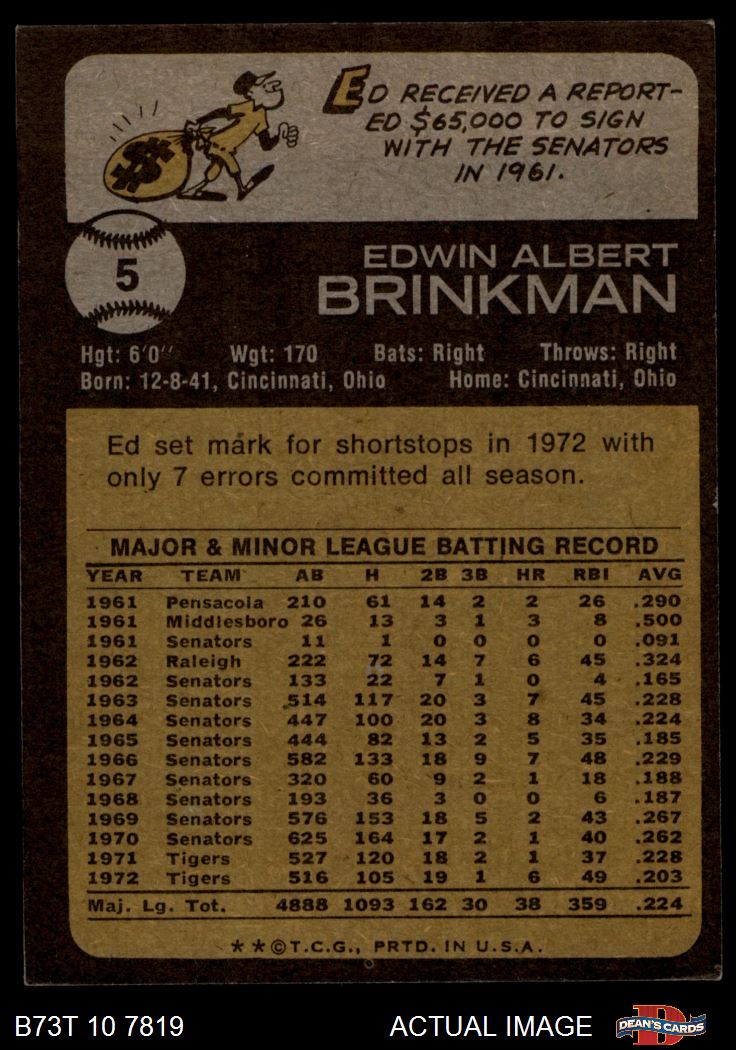 ED RECEIVED A REPORT-
ED $65,000 TO SIGN
WITH THE SENATORS
IN 1961.
$
5
EDWIN ALBERT
BRINKMAN
Hgt: 6'0" Wgt: 170 Bats: Right Throws: Right
Born: 12-8-41, Cincinnati, Ohio Home: Cincinnati, Ohio
Ed set mark for shortstops in 1972 with
only 7 errors committed all season.
MAJOR & MINOR LEAGUE BATTING RECORD
YEAR TEAM AB H 2B 3B HR RBI AVG
1961 Pensacola 210 61 14 2 2 26 .290
1961 Middlesboro 26 13 3 1 3 8 .500
1961 Senators 11 1 0 0 0 0 .091
1962 Raleigh 222 72 14 7 6 45 .324
1962 Senators 133 22 7 1 0 4 .165
1963 Senators 514 117 20 3 7 45 .228
1964 Senators 447 100 20 3 8 34 .224
1965 Senators 444 82 13 2 5 35 .185
1966 Senators 582 133 18 9 7 48 .229
1967 Senators 320 60 9 2 1 18 .188
1968 Senators 193 36 3 0 0 6 .187
1969 Senators 576 153 18 5 2 43 .267
1970 Senators 625 164 17 2 1 40 .262
1971 Tigers 527 120 18 2 1 37 .228
1972 Tigers 516 105 19 1 6 49 .203
Maj. Lg. Tot. 4888 1093 162 30 38 359 .224
★★©T.C.G., PRTD. IN U.S.A.
B73T 10 7819 ACTUAL IMAGE D DEAN'S CARDS